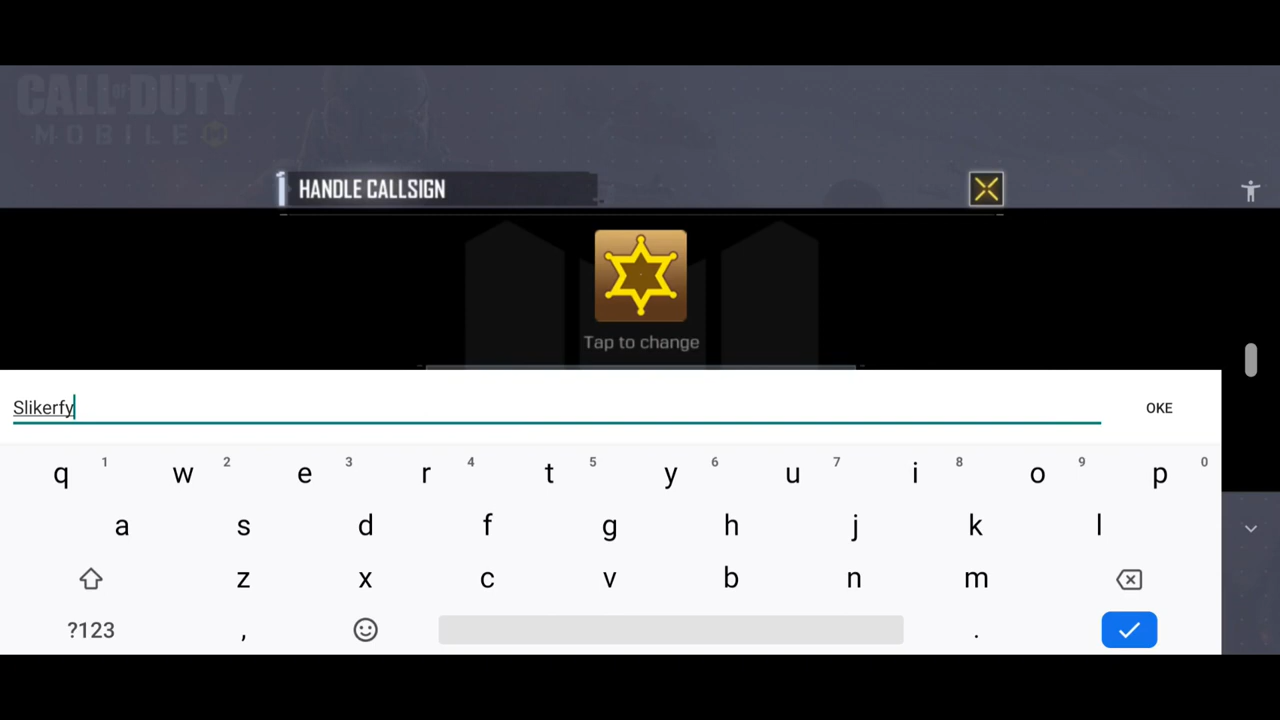 CALL OF DUTY
MOBILE
HANDLE CALLSIGN
Tap to change
Slikerfy
OKE
q 1 w 2 e 3 r 4 t 5 y 6 u 7 i 8 o 9 p 0
a s d f g h j k l
z x c v b n m
?123 , .